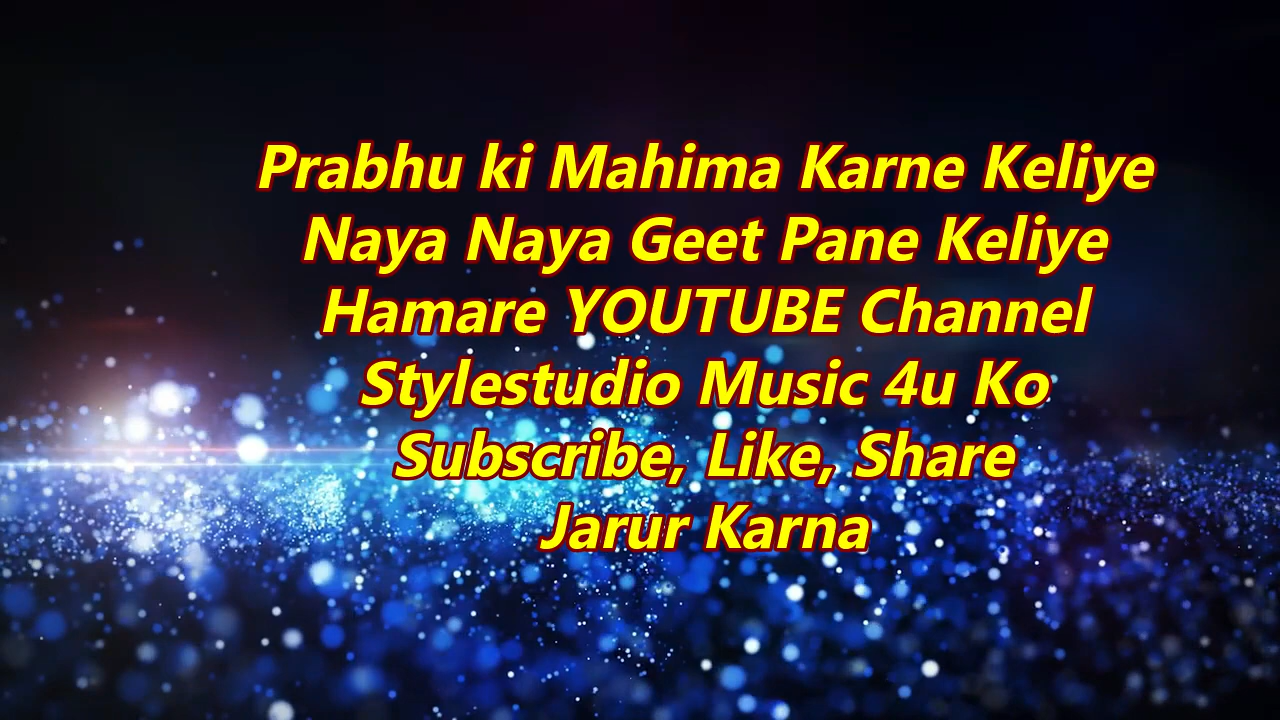 Prabhu ki Mahima Karne Keliye
Naya Naya Geet Pane Keliye
Hamare YOUTUBE Channel
Stylestudio Music 4u Ko
Subscribe, Like, Share
Jarur Karna